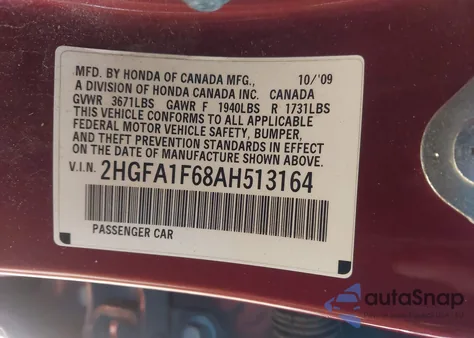 MFD. BY HONDA OF CANADA MFG., 10/'09
A DIVISION OF HONDA CANADA INC. CANADA
GVWR 3671LBS GAWR F 1940LBS R 1731LBS
THIS VEHICLE CONFORMS TO ALL APPLICABLE
FEDERAL MOTOR VEHICLE SAFETY, BUMPER,
AND THEFT PREVENTION STANDARDS IN EFFECT
ON THE DATE OF MANUFACTURE SHOWN ABOVE.
V.I.N. 2HGFA1F68AH513164
PASSENGER CAR
autoSnap